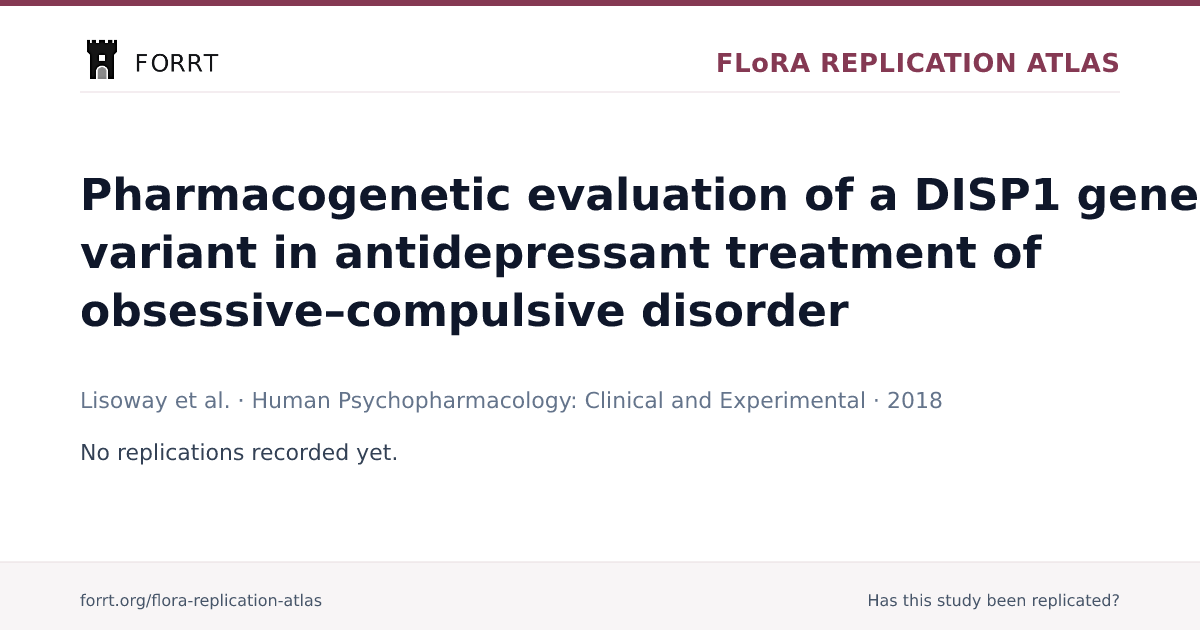 FORRT
FLoRA REPLICATION ATLAS
Pharmacogenetic evaluation of a DISP1 gene
variant in antidepressant treatment of
obsessive–compulsive disorder
Lisoway et al. · Human Psychopharmacology: Clinical and Experimental · 2018
No replications recorded yet.
forrt.org/flora-replication-atlas
Has this study been replicated?